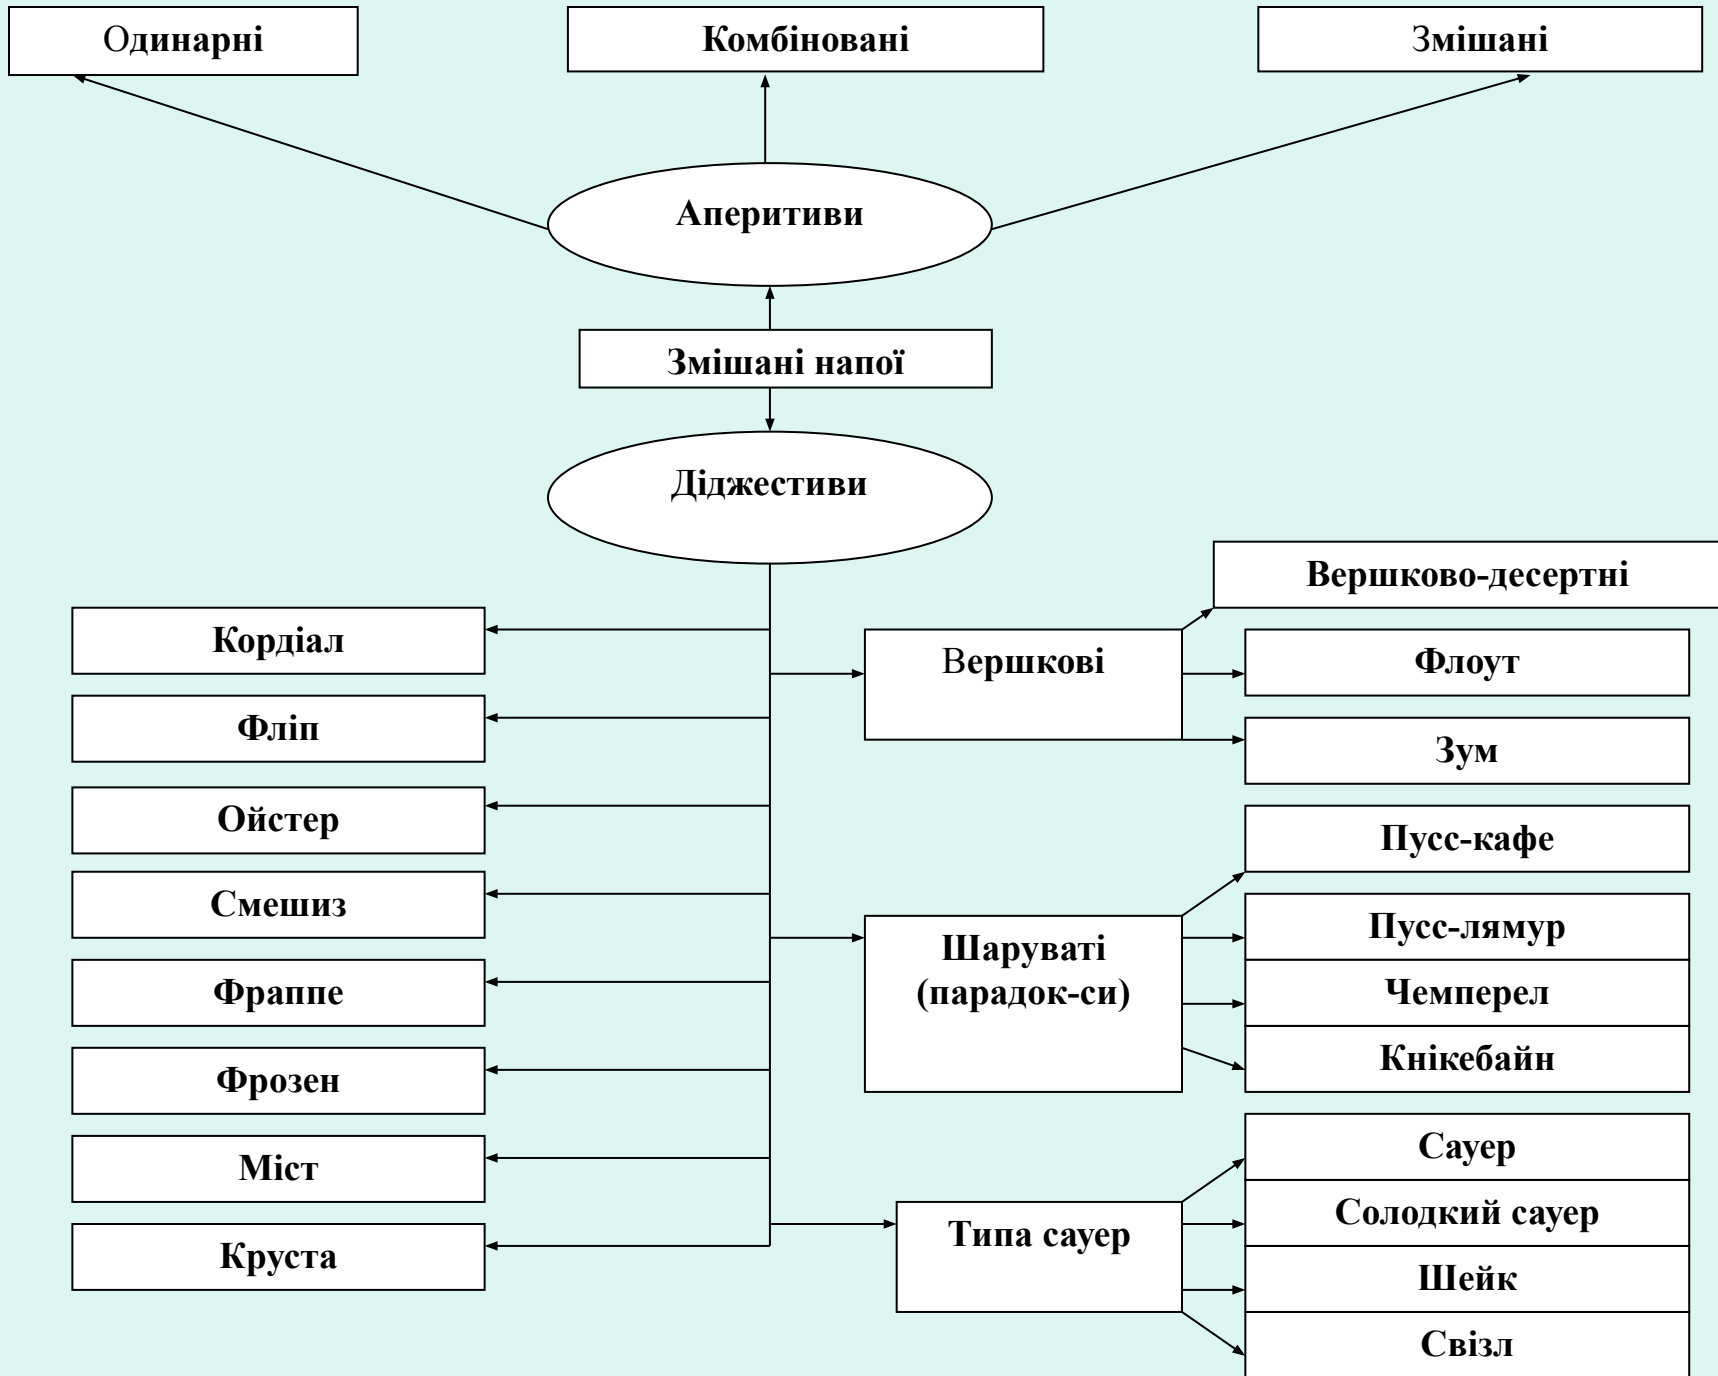 Одинарні
Комбіновані
Змішані
Аперитиви
Змішані напої
Діджестиви
Кордіал
Фліп
Ойстер
Смешиз
Фраппе
Фрозен
Міст
Круста
Вершкові
Вершково-десертні
Флоут
Зум
Шаруваті
(парадок-си)
Пусс-кафе
Пусс-лямур
Чемперел
Кнікебайн
Типа сауер
Сауер
Солодкий сауер
Шейк
Свізл